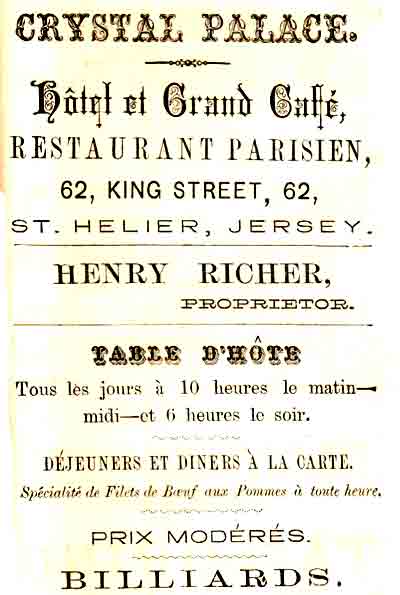 CRYSTAL PALACE.
Hôtel et Grand Café,
RESTAURANT PARISIEN,
62, KING STREET, 62,
ST. HELIER, JERSEY.
HENRY RICHER,
PROPRIETOR.
TABLE D'HÔTE
Tous lès jours à 10 heures le matin—
midi—et 6 heures le soir.
DÉJEUNERS ET DINERS À LA CARTE.
Spécialité de Filets de Bœuf aux Pommes à toute heure.
PRIX MODÉRÉS.
BILLIARDS.